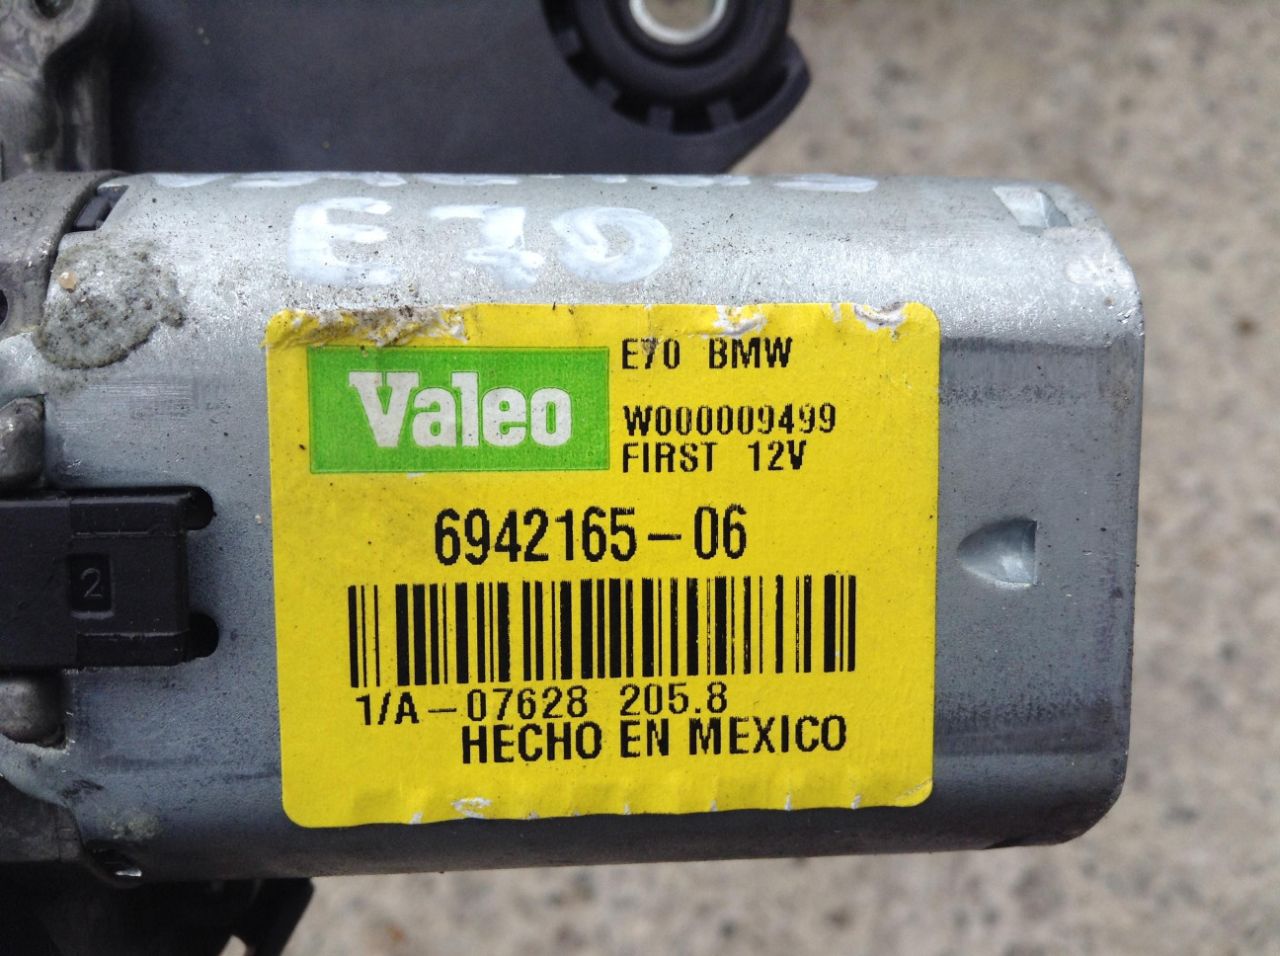 E70
Valeo
E70 BMW
W000009499
FIRST 12V
6942165-06
1/A-07628 205.8
HECHO EN MEXICO
2